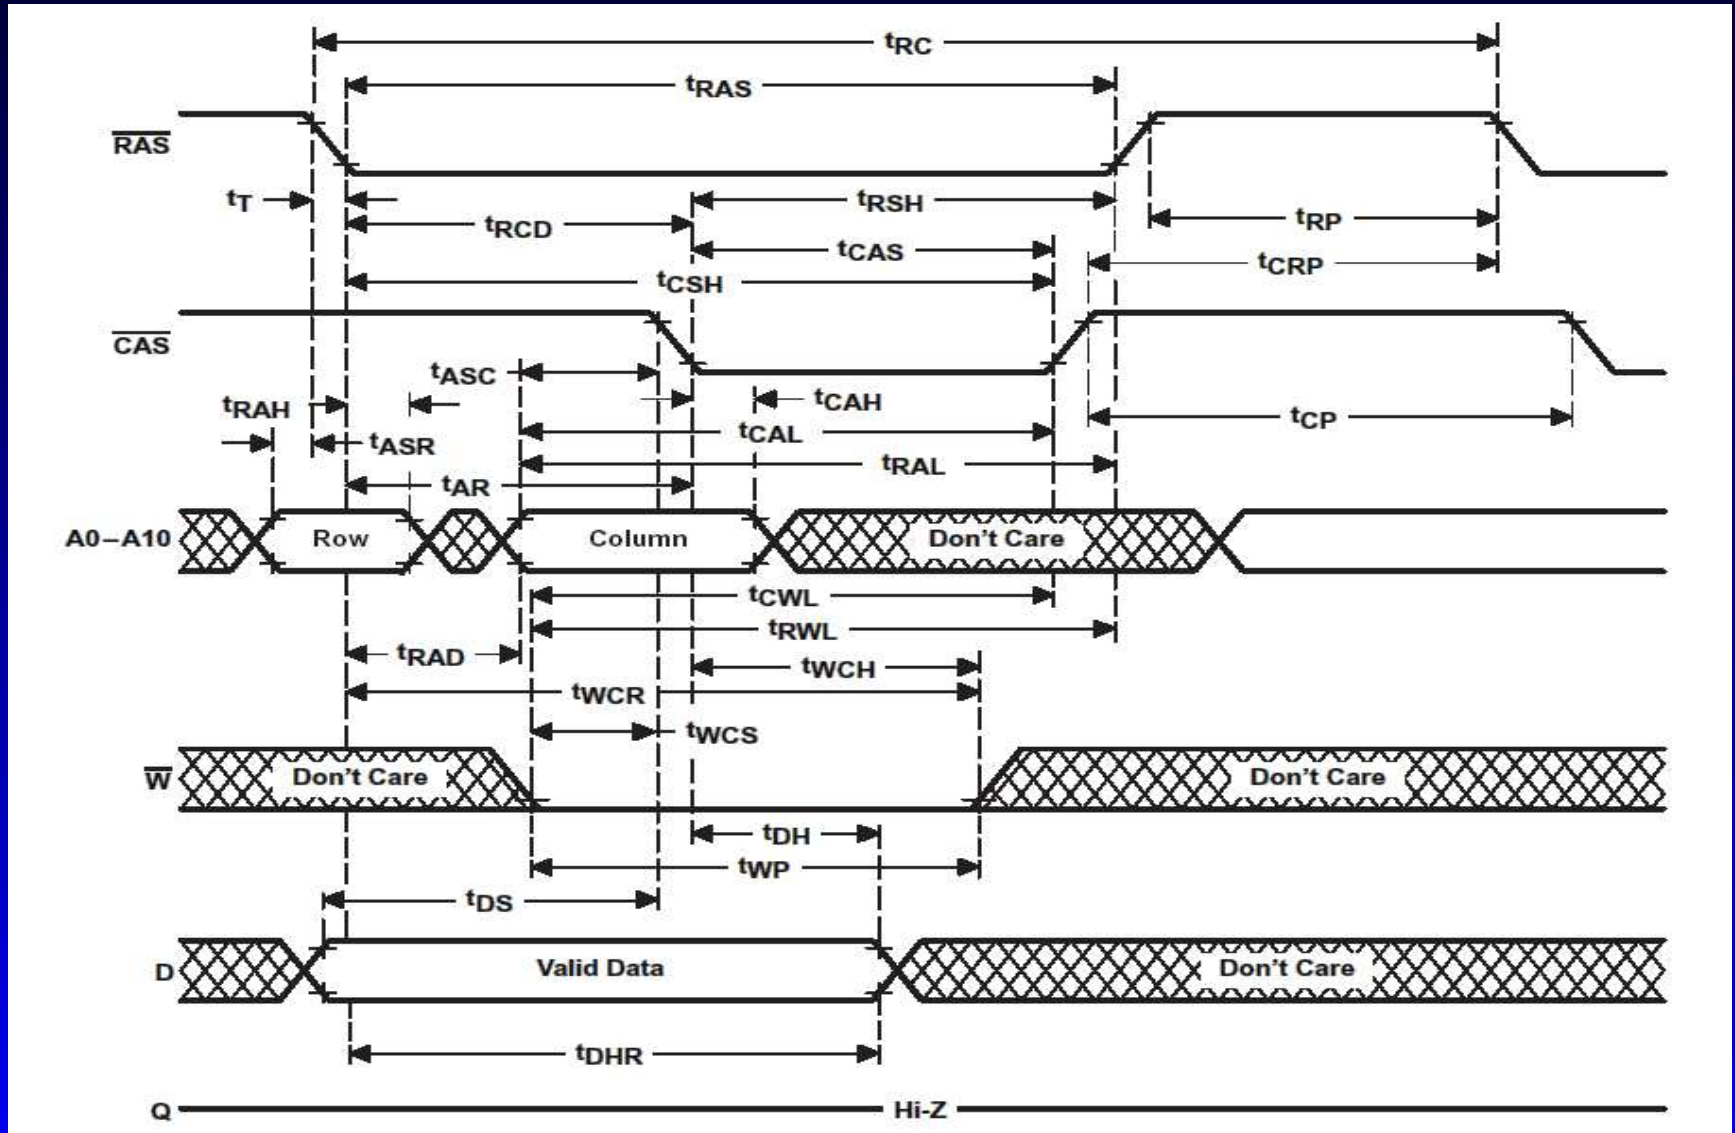 tRC
tRAS
RAS
tT
tRSH
tRP
tRCD
tCAS
tCRP
tCSH
CAS
tASC
tCAH
tRAH
tCP
tCAL
tASR
tRAL
tAR
A0–A10 Row Column Don't Care
tCWL
tRWL
tRAD
tWCH
tWCR
tWCS
W Don't Care Don't Care
tDH
tWP
tDS
D Valid Data Don't Care
tDHR
Q Hi-Z